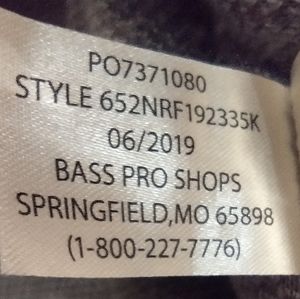 PO7371080
STYLE 652NRF192335K
06/2019
BASS PRO SHOPS
SPRINGFIELD,MO 65898
(1-800-227-7776)